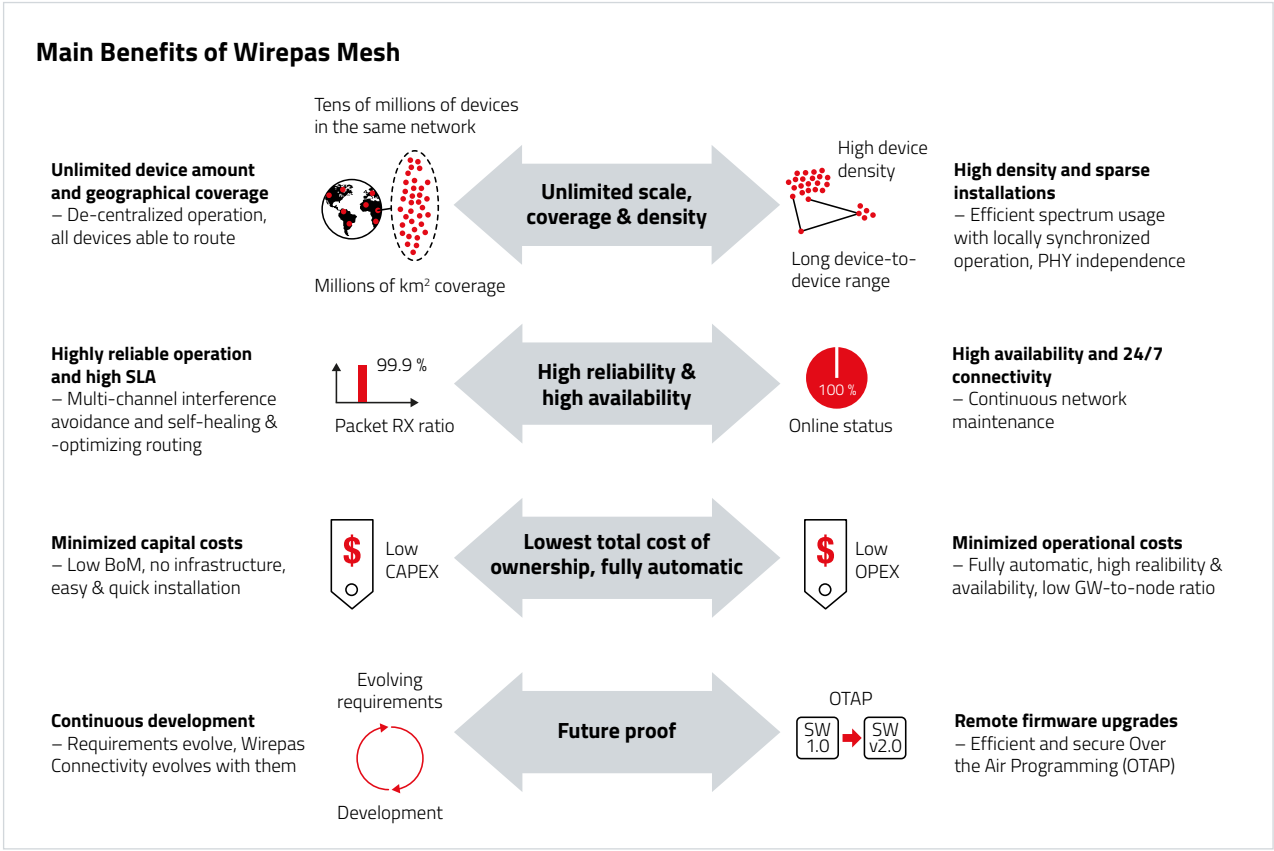 Main Benefits of Wirepas Mesh
Unlimited device amount
and geographical coverage
– De-centralized operation,
all devices able to route
Tens of millions of devices
in the same network
Millions of km² coverage
Unlimited scale,
coverage & density
High device
density
Long device-to-
device range
High density and sparse
installations
– Efficient spectrum usage
with locally synchronized
operation, PHY independence
Highly reliable operation
and high SLA
– Multi-channel interference
avoidance and self-healing &
-optimizing routing
99.9 %
Packet RX ratio
High reliability &
high availability
100 %
Online status
High availability and 24/7
connectivity
– Continuous network
maintenance
Minimized capital costs
– Low BoM, no infrastructure,
easy & quick installation
$
Low
CAPEX
Lowest total cost of
ownership, fully automatic
$
Low
OPEX
Minimized operational costs
– Fully automatic, high realibility &
availability, low GW-to-node ratio
Continuous development
– Requirements evolve, Wirepas
Connectivity evolves with them
Evolving
requirements
Development
Future proof
OTAP
SW
1.0
SW
v2.0
Remote firmware upgrades
– Efficient and secure Over
the Air Programming (OTAP)